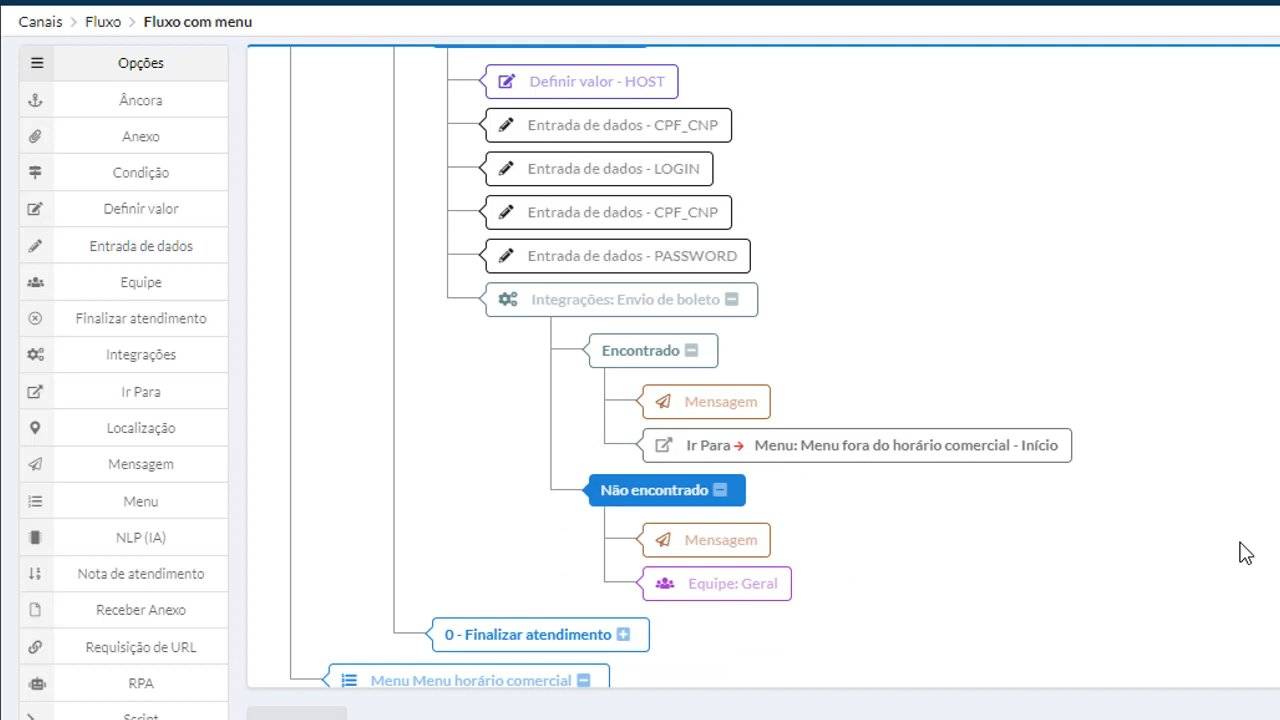 Canais > Fluxo > Fluxo com menu
Opções
Âncora
Anexo
Condição
Definir valor
Entrada de dados
Equipe
Finalizar atendimento
Integrações
Ir Para
Localização
Mensagem
Menu
NLP (IA)
Nota de atendimento
Receber Anexo
Requisição de URL
RPA
Script
Definir valor - HOST
Entrada de dados - CPF_CNP
Entrada de dados - LOGIN
Entrada de dados - CPF_CNP
Entrada de dados - PASSWORD
Integrações: Envio de boleto
Encontrado
Mensagem
Ir Para → Menu: Menu fora do horário comercial - Início
Não encontrado
Mensagem
Equipe: Geral
0 - Finalizar atendimento
Menu Menu horário comercial